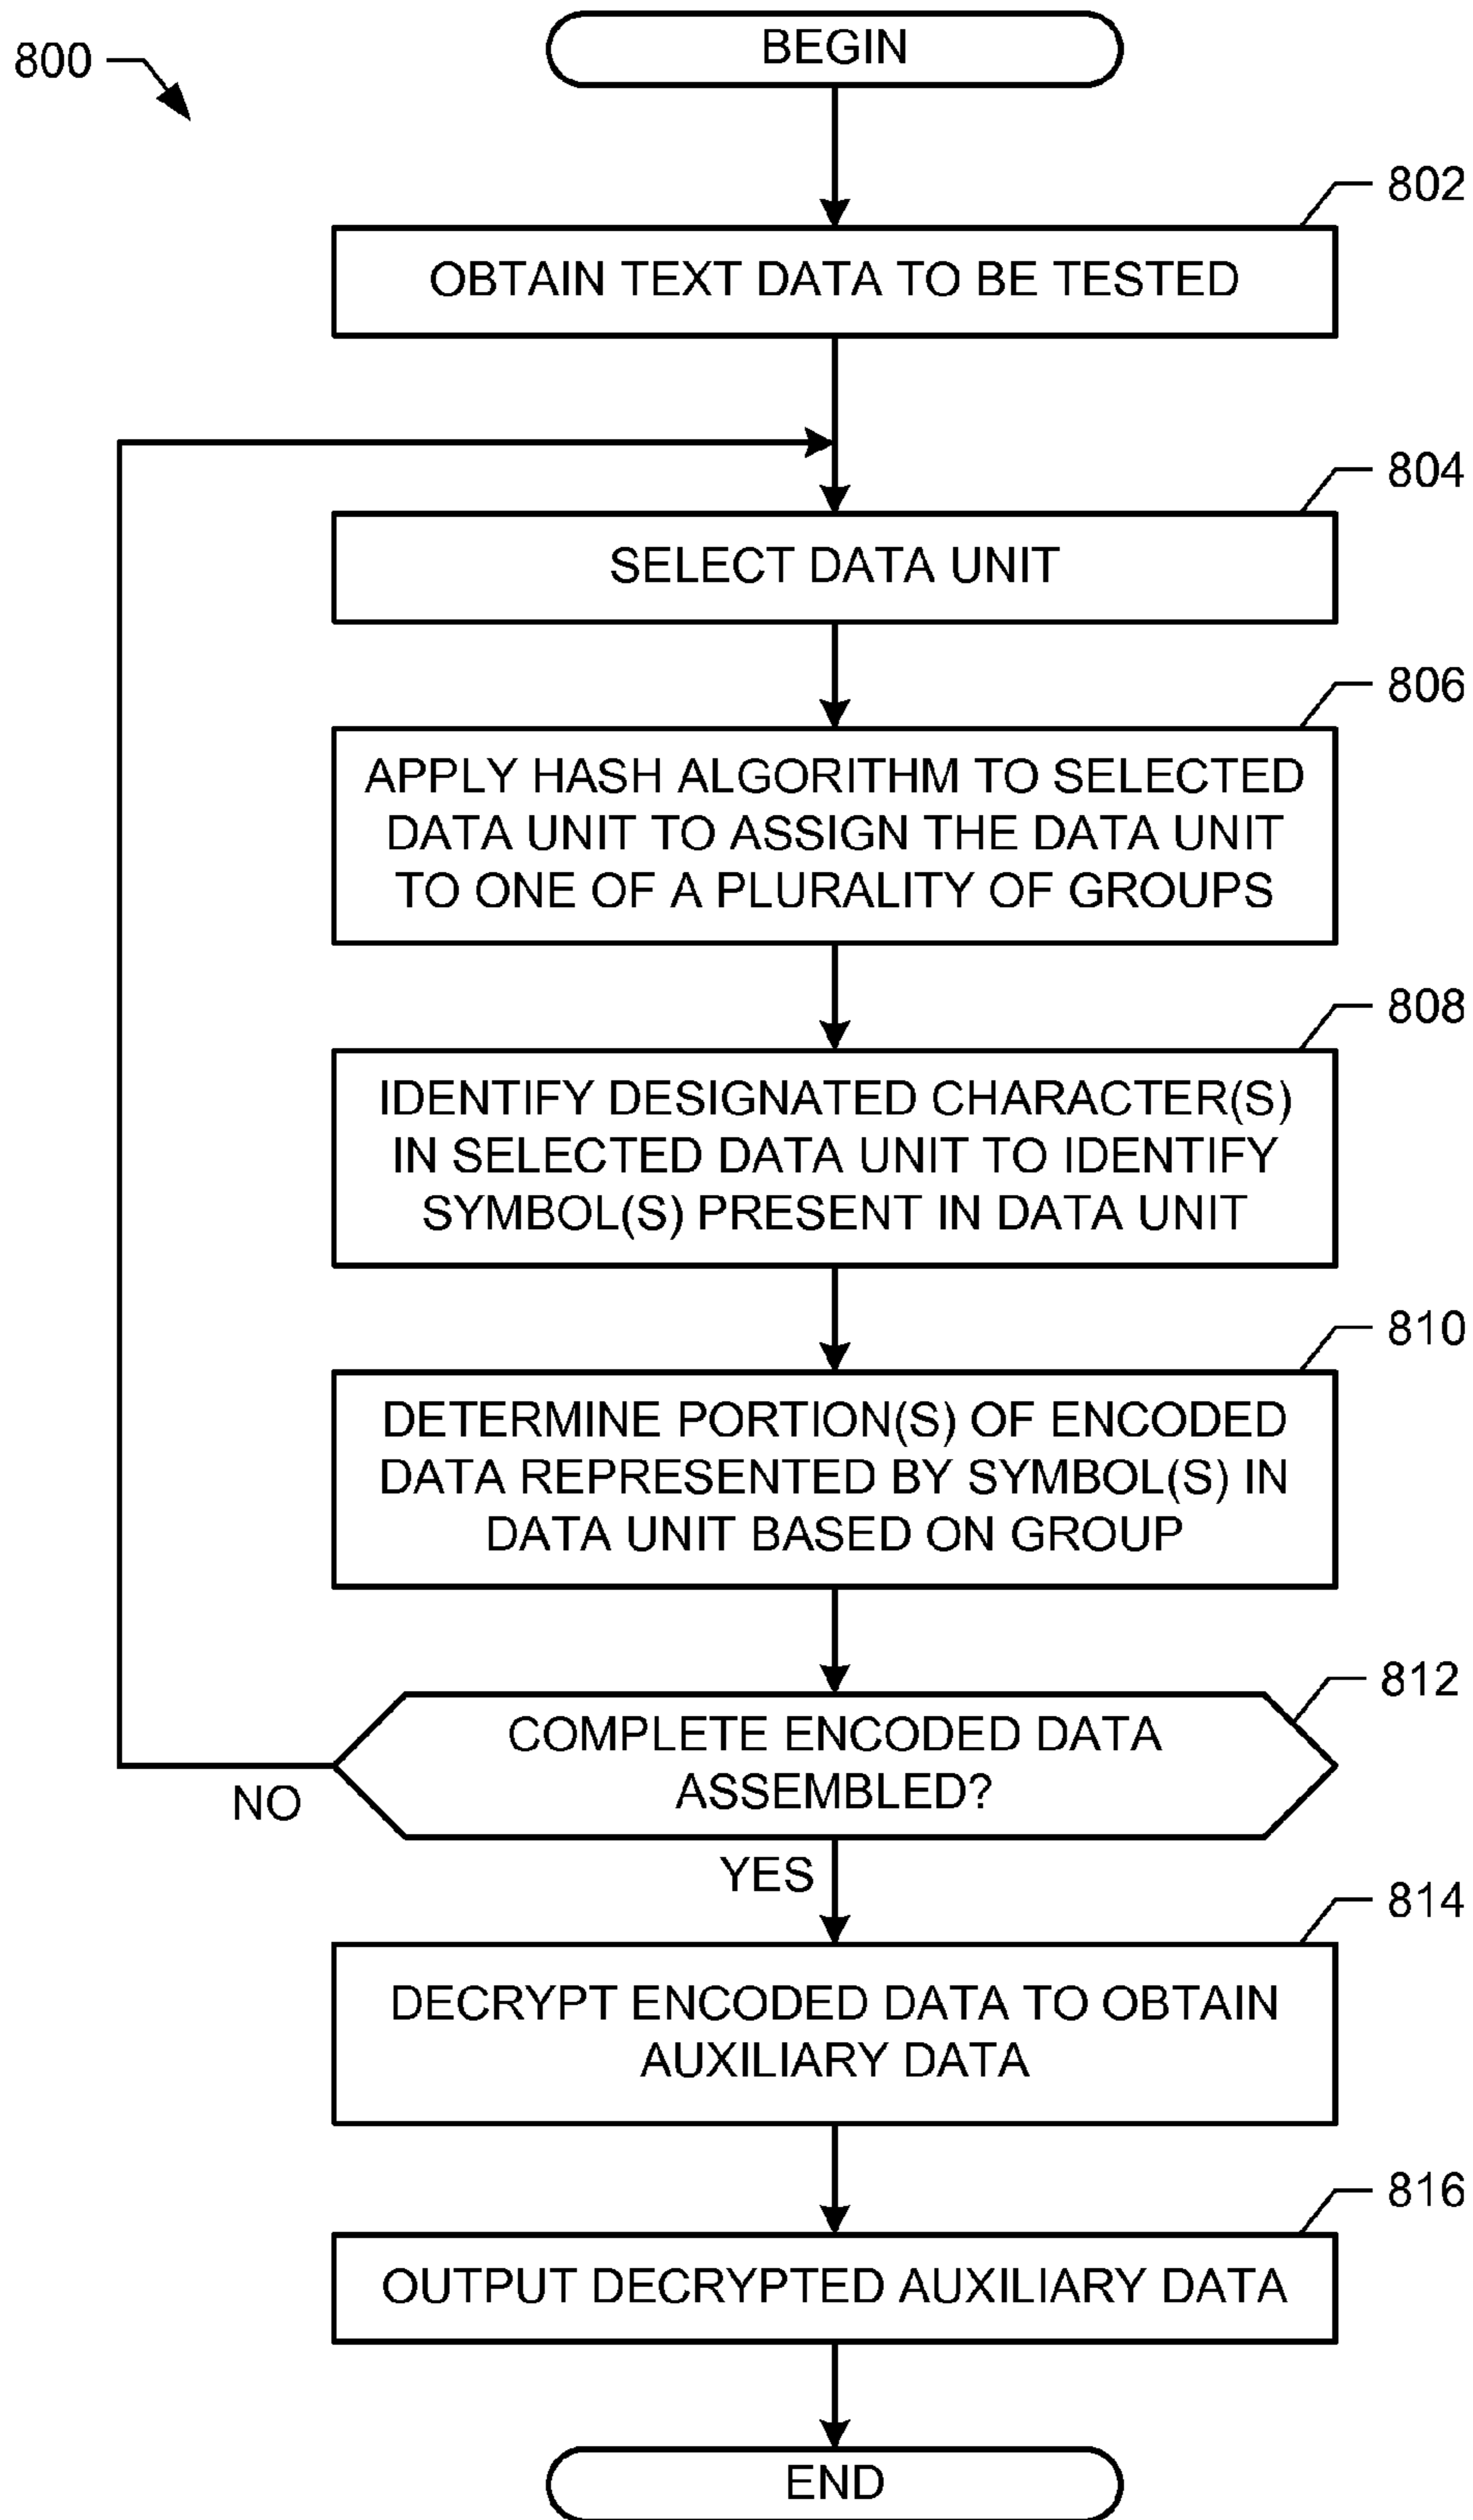 800
BEGIN
802
OBTAIN TEXT DATA TO BE TESTED
804
SELECT DATA UNIT
806
APPLY HASH ALGORITHM TO SELECTED
DATA UNIT TO ASSIGN THE DATA UNIT
TO ONE OF A PLURALITY OF GROUPS
808
IDENTIFY DESIGNATED CHARACTER(S)
IN SELECTED DATA UNIT TO IDENTIFY
SYMBOL(S) PRESENT IN DATA UNIT
810
DETERMINE PORTION(S) OF ENCODED
DATA REPRESENTED BY SYMBOL(S) IN
DATA UNIT BASED ON GROUP
812
COMPLETE ENCODED DATA
ASSEMBLED?
NO
YES
814
DECRYPT ENCODED DATA TO OBTAIN
AUXILIARY DATA
816
OUTPUT DECRYPTED AUXILIARY DATA
END